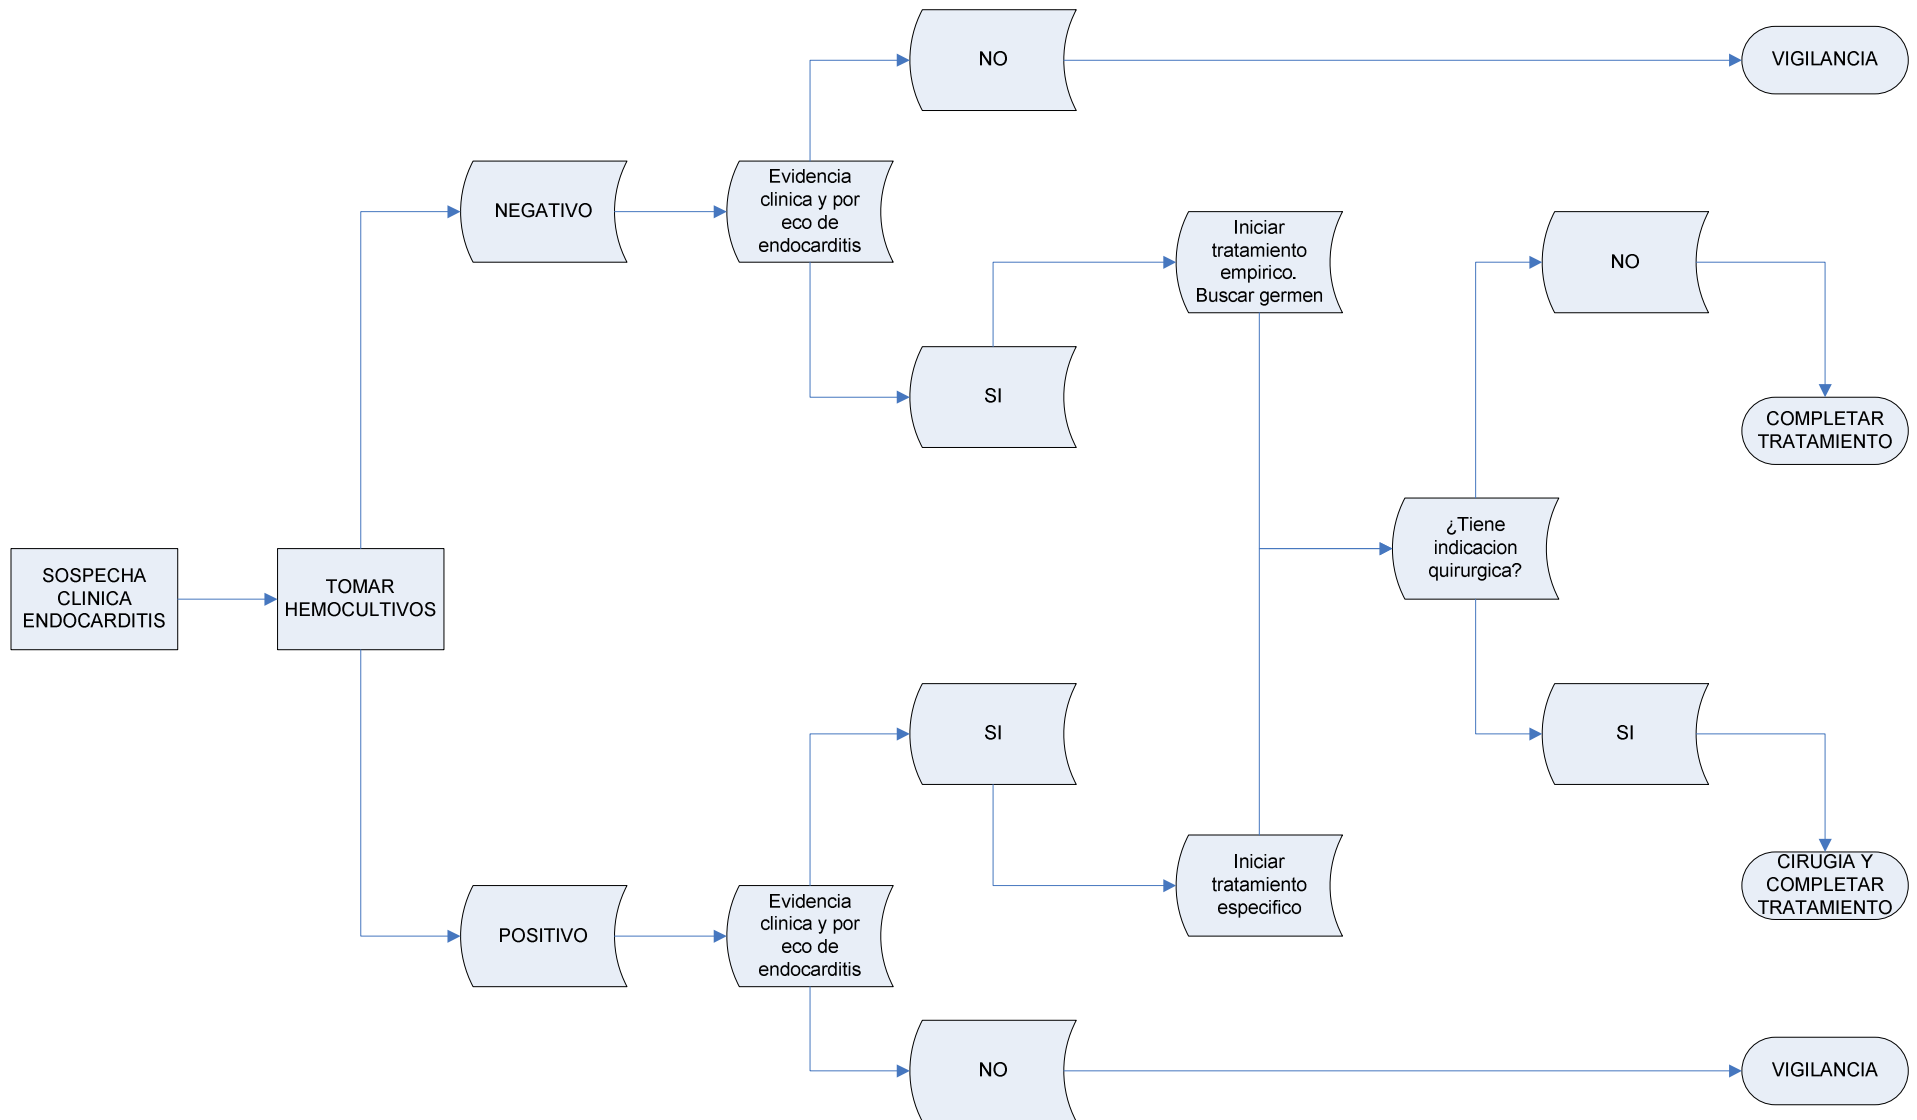 NO
VIGILANCIA
NEGATIVO
Evidencia
clinica y por
eco de
endocarditis
Iniciar
tratamiento
empirico.
Buscar germen
NO
SI
COMPLETAR
TRATAMIENTO
¿Tiene
indicacion
quirurgica?
SOSPECHA
CLINICA
ENDOCARDITIS
TOMAR
HEMOCULTIVOS
SI
SI
Iniciar
tratamiento
especifico
CIRUGIA Y
COMPLETAR
TRATAMIENTO
POSITIVO
Evidencia
clinica y por
eco de
endocarditis
NO
VIGILANCIA